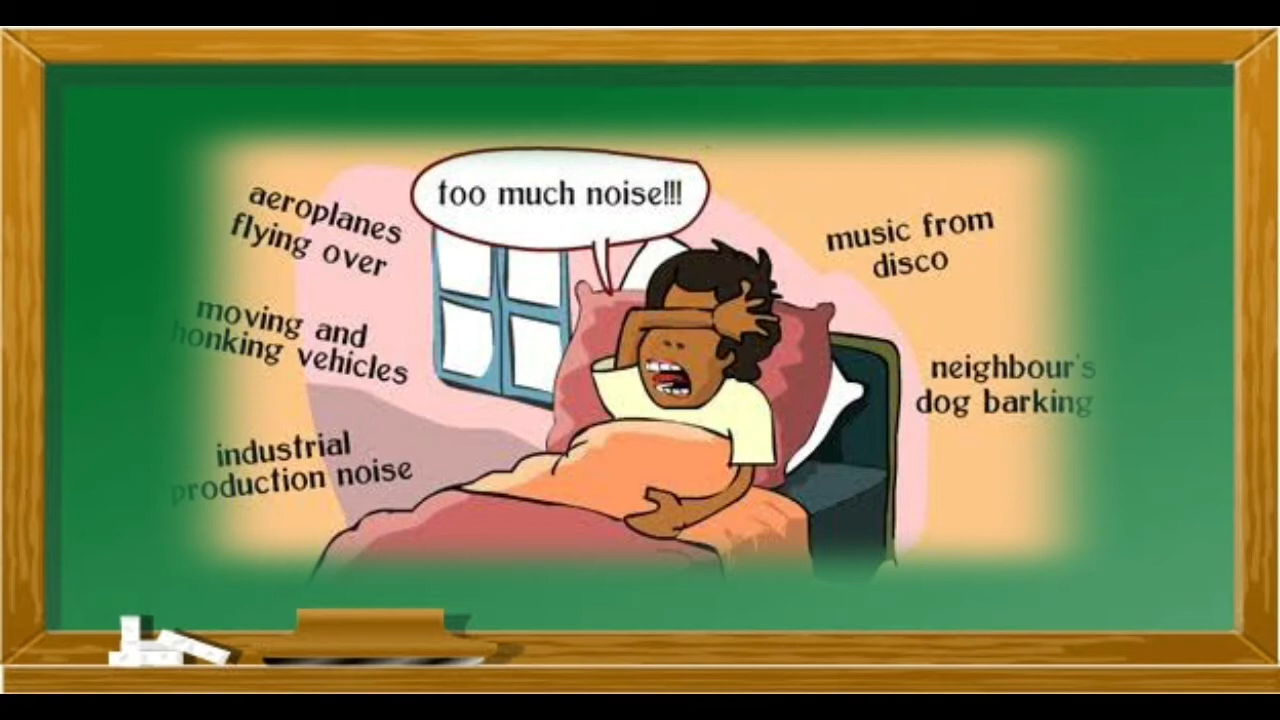 too much noise!!!
aeroplanes
flying over
moving and
honking vehicles
industrial
production noise
music from
disco
neighbour's
dog barking